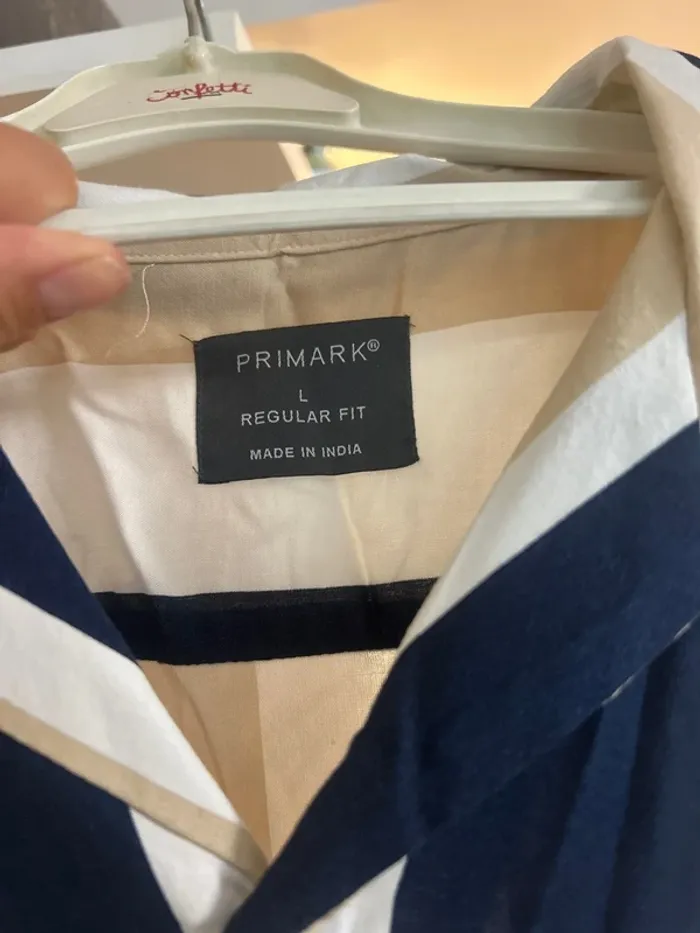 Confetti
PRIMARK®
L
REGULAR FIT
MADE IN INDIA